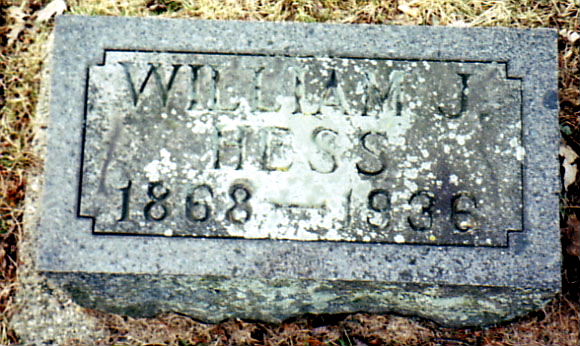 WILLIAM J.
HESS
1868 — 1936